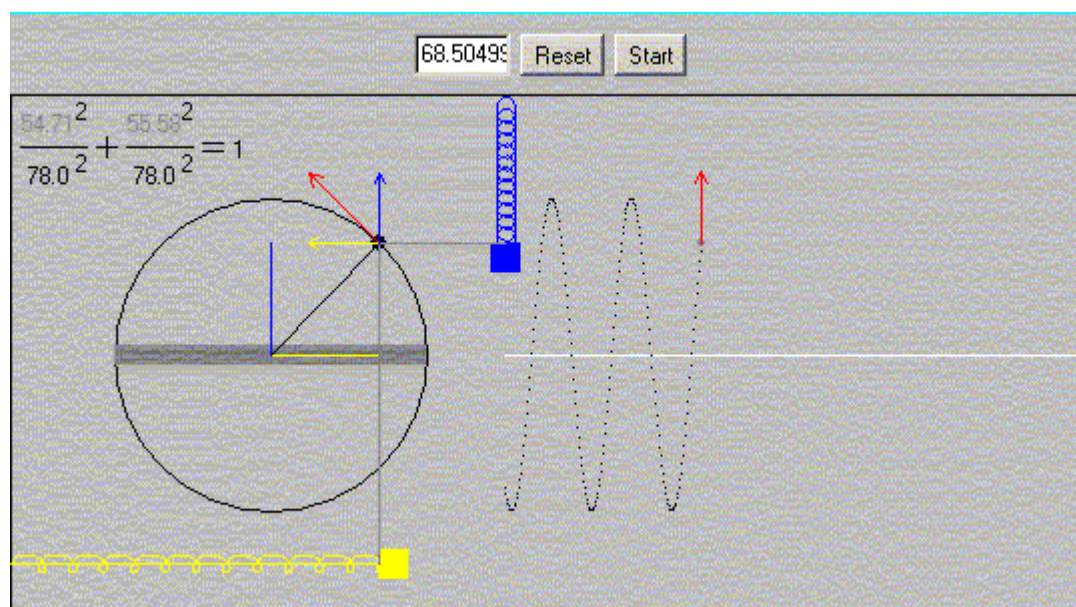 68.50499 Reset Start
54.71² 55.58²
+ = 1
78.0² 78.0²